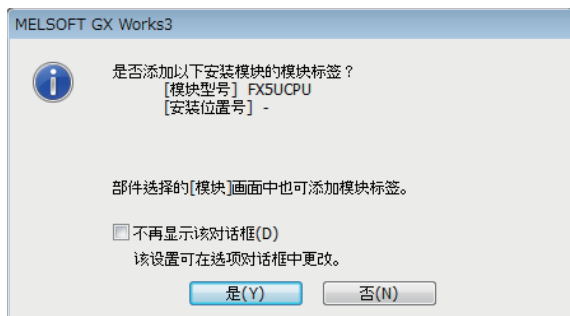 MELSOFT GX Works3
是否添加以下安装模块的模块标签？
[模块型号] FX5UCPU
[安装位置号] -
部件选择的[模块]画面中也可添加模块标签。
不再显示该对话框(D)
该设置可在选项对话框中更改。
是(Y) 否(N)